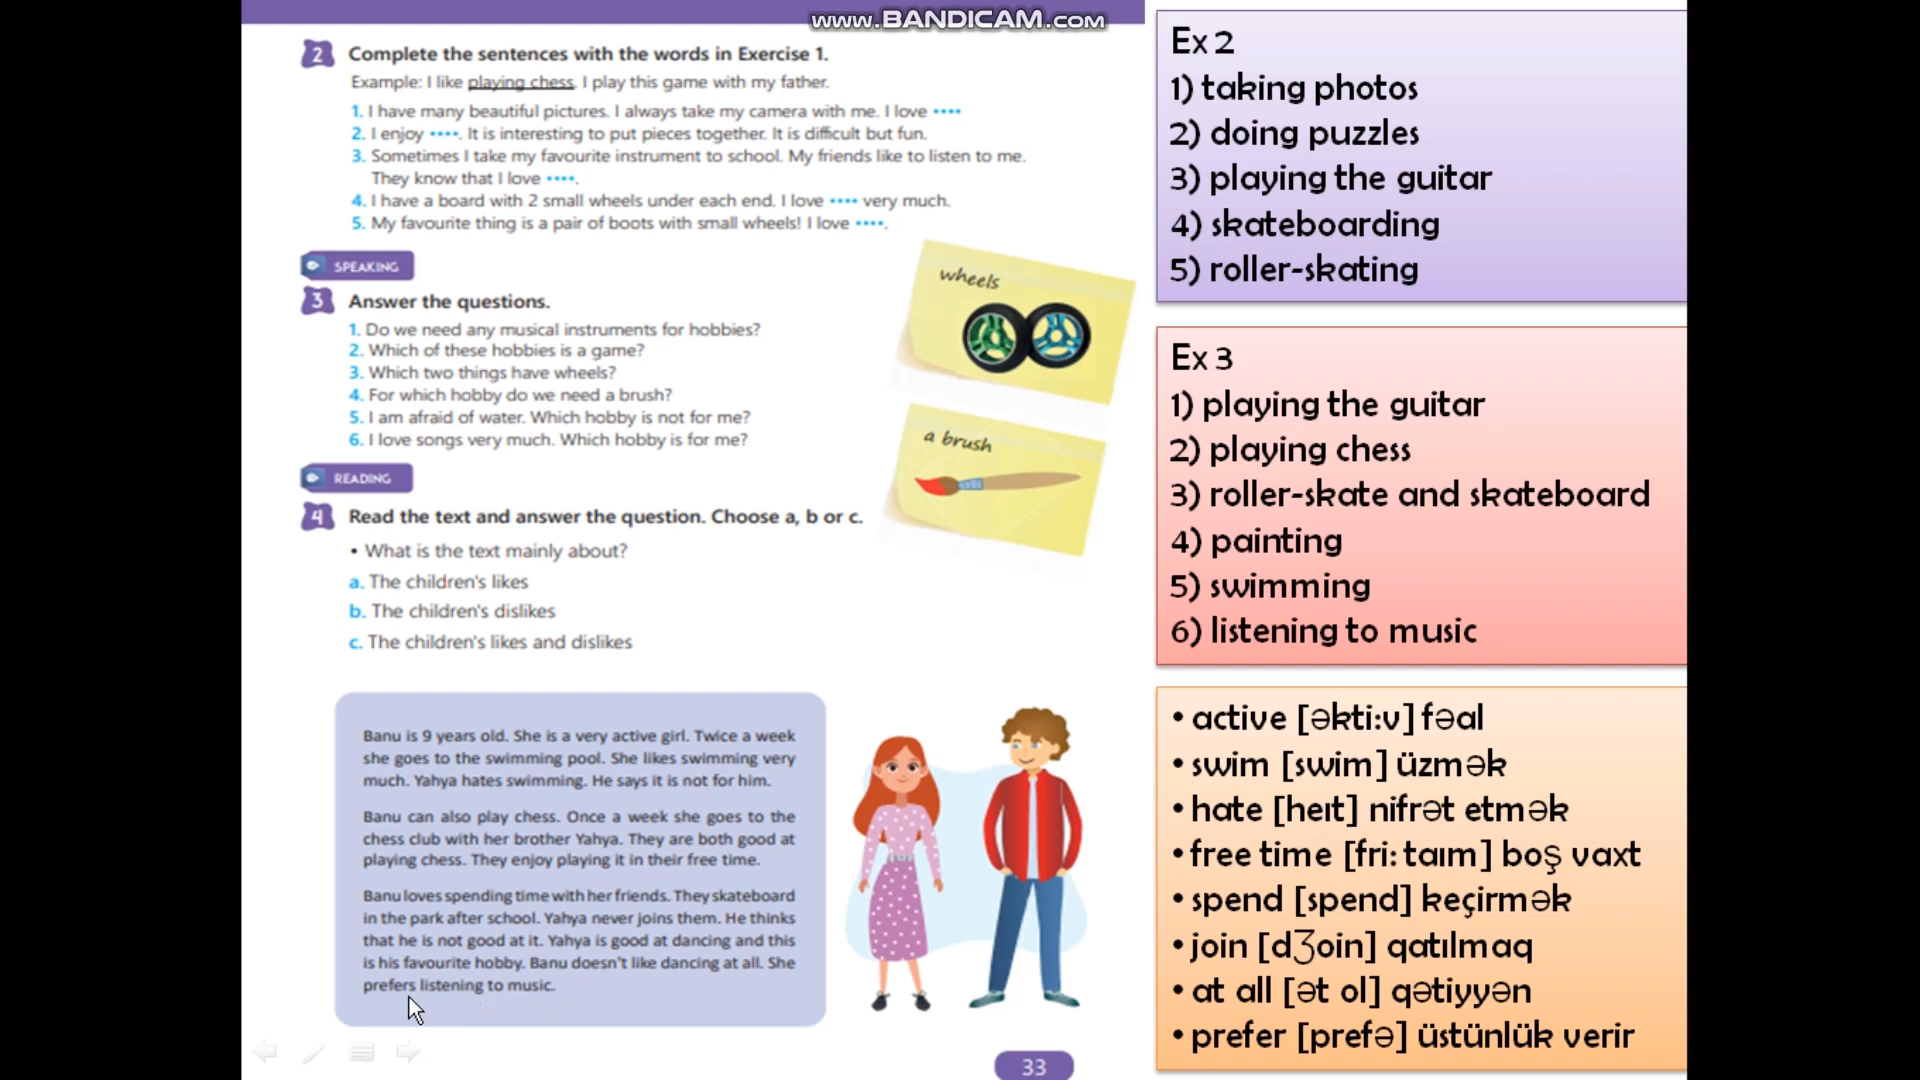 www.BANDICAM.com
2 Complete the sentences with the words in Exercise 1.
Example: I like playing chess. I play this game with my father.
1. I have many beautiful pictures. I always take my camera with me. I love ••••
2. I enjoy ••••. It is interesting to put pieces together. It is difficult but fun.
3. Sometimes I take my favourite instrument to school. My friends like to listen to me.
They know that I love ••••.
4. I have a board with 2 small wheels under each end. I love •••• very much.
5. My favourite thing is a pair of boots with small wheels! I love ••••.
SPEAKING
3 Answer the questions.
1. Do we need any musical instruments for hobbies?
2. Which of these hobbies is a game?
3. Which two things have wheels?
4. For which hobby do we need a brush?
5. I am afraid of water. Which hobby is not for me?
6. I love songs very much. Which hobby is for me?
wheels
a brush
READING
4 Read the text and answer the question. Choose a, b or c.
• What is the text mainly about?
a. The children's likes
b. The children's dislikes
c. The children's likes and dislikes
Banu is 9 years old. She is a very active girl. Twice a week
she goes to the swimming pool. She likes swimming very
much. Yahya hates swimming. He says it is not for him.
Banu can also play chess. Once a week she goes to the
chess club with her brother Yahya. They are both good at
playing chess. They enjoy playing it in their free time.
Banu loves spending time with her friends. They skateboard
in the park after school. Yahya never joins them. He thinks
that he is not good at it. Yahya is good at dancing and this
is his favourite hobby. Banu doesn't like dancing at all. She
prefers listening to music.
33
Ex 2
1) taking photos
2) doing puzzles
3) playing the guitar
4) skateboarding
5) roller-skating
Ex 3
1) playing the guitar
2) playing chess
3) roller-skate and skateboard
4) painting
5) swimming
6) listening to music
• active [əkti:v] fəal
• swim [swim] üzmək
• hate [heıt] nifrət etmək
• free time [fri: taım] boş vaxt
• spend [spend] keçirmək
• join [dʒoin] qatılmaq
• at all [ət ol] qətiyyən
• prefer [prefə] üstünlük verir